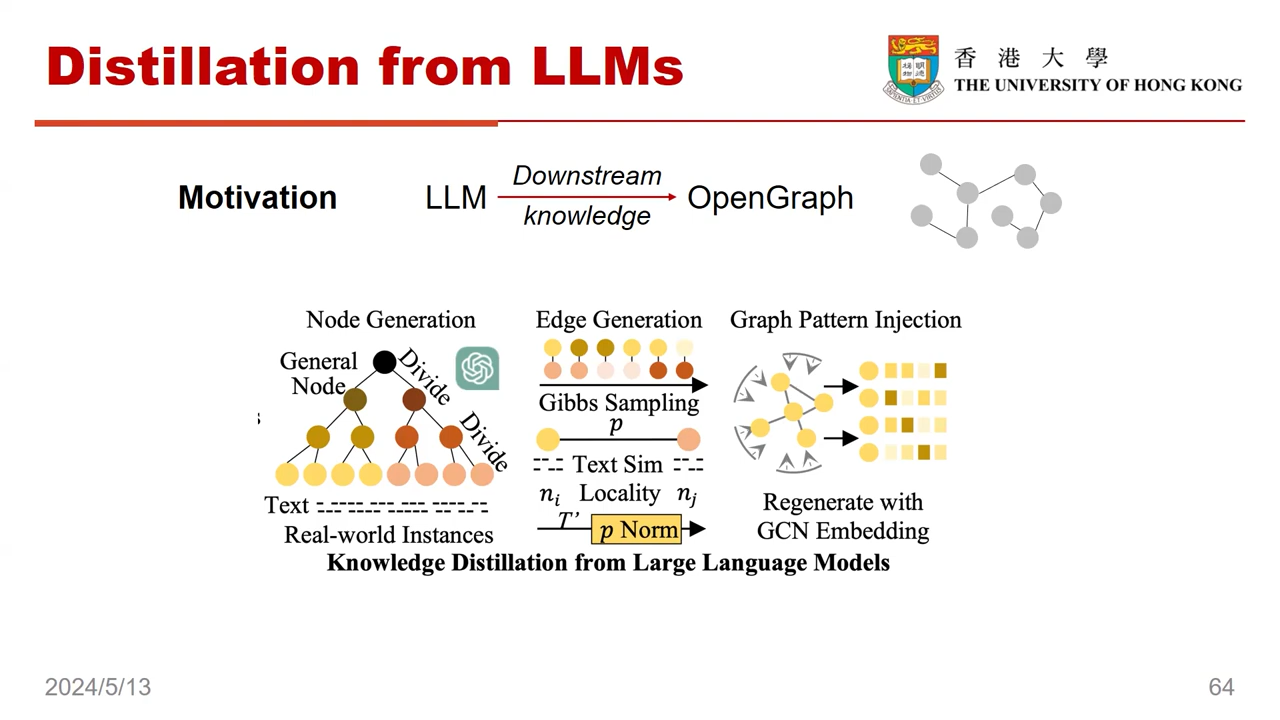 Distillation from LLMs
香港大學
THE UNIVERSITY OF HONG KONG
Motivation
LLM
Downstream
knowledge
OpenGraph
Node Generation
General
Node
Divide
Divide
s
Text
Real-world Instances
Edge Generation
Gibbs Sampling
p
Text Sim
nᵢ Locality nⱼ
T’
p Norm
Graph Pattern Injection
Regenerate with
GCN Embedding
Knowledge Distillation from Large Language Models
2024/5/13
64